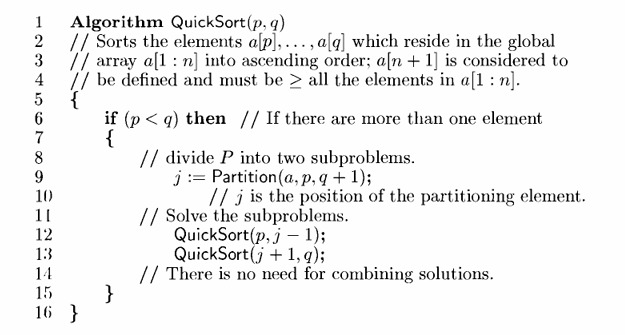 1 Algorithm QuickSort(p, q)
2 // Sorts the elements a[p], . . . , a[q] which reside in the global
3 // array a[1 : n] into ascending order; a[n + 1] is considered to
4 // be defined and must be ≥ all the elements in a[1 : n].
5 {
6 if (p < q) then // If there are more than one element
7 {
8 // divide P into two subproblems.
9 j := Partition(a, p, q + 1);
10 // j is the position of the partitioning element.
11 // Solve the subproblems.
12 QuickSort(p, j − 1);
13 QuickSort(j + 1, q);
14 // There is no need for combining solutions.
15 }
16 }